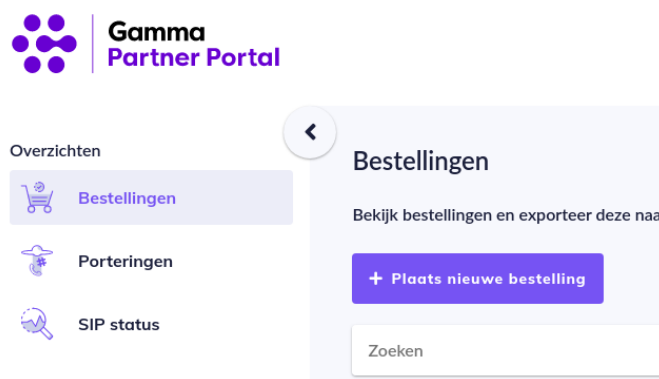 Gamma
Partner Portal
Overzichten
Bestellingen
Porteringen
SIP status
Bestellingen
Bekijk bestellingen en exporteer deze
+ Plaats nieuwe bestelling
Zoeken